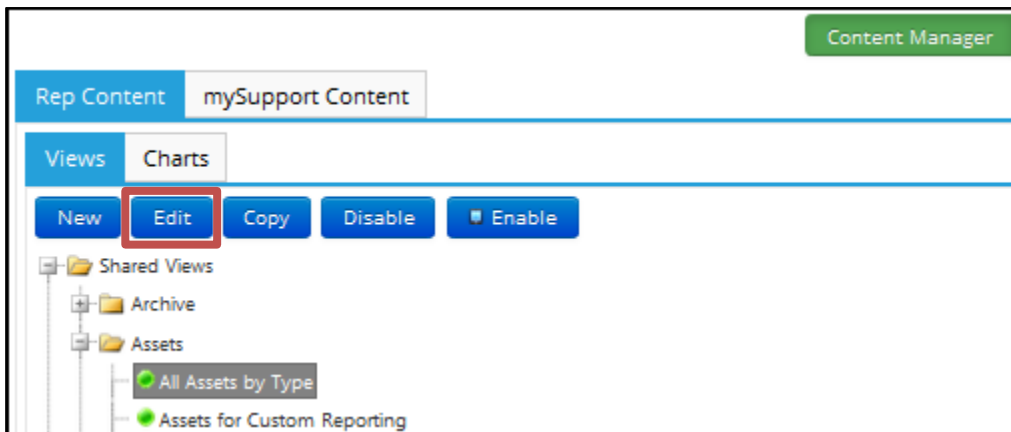 Content Manager
Rep Content mySupport Content
Views Charts
New Edit Copy Disable Enable
Shared Views
Archive
Assets
All Assets by Type
Assets for Custom Reporting